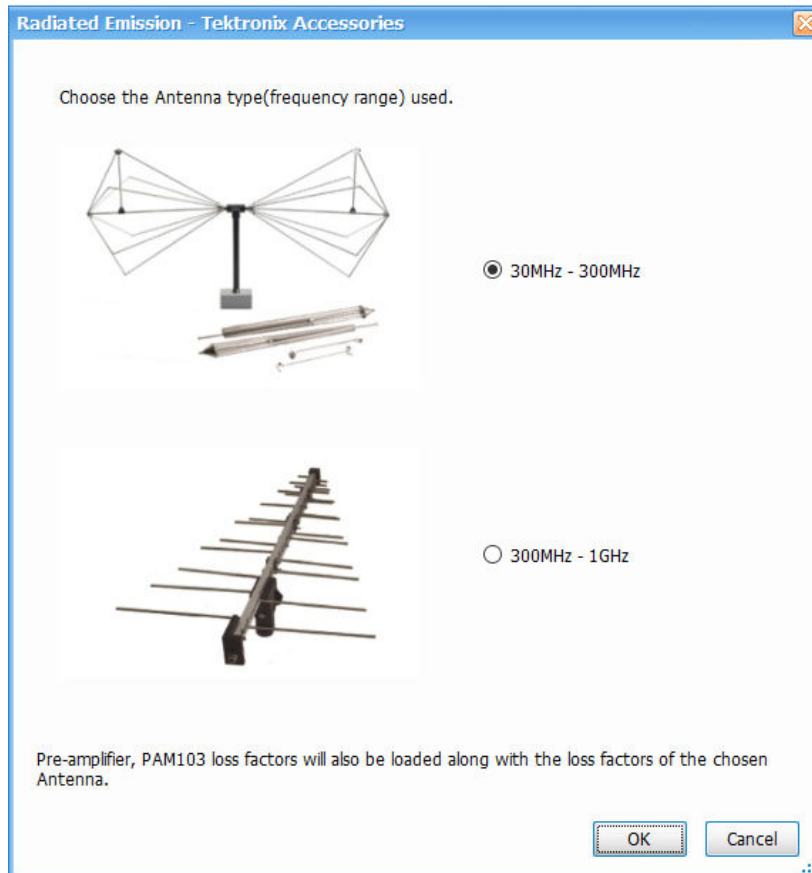 Radiated Emission - Tektronix Accessories
Choose the Antenna type(frequency range) used.
30MHz - 300MHz
300MHz - 1GHz
Pre-amplifier, PAM103 loss factors will also be loaded along with the loss factors of the chosen
Antenna.
OK
Cancel